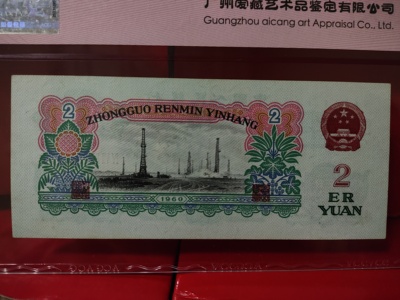 广州爱藏艺术品鉴定有限公司
Guangzhou aicang art Appraisal Co., Ltd.
2
2
ZHONGGUO RENMIN YINHANG
2
ER
YUAN
1960